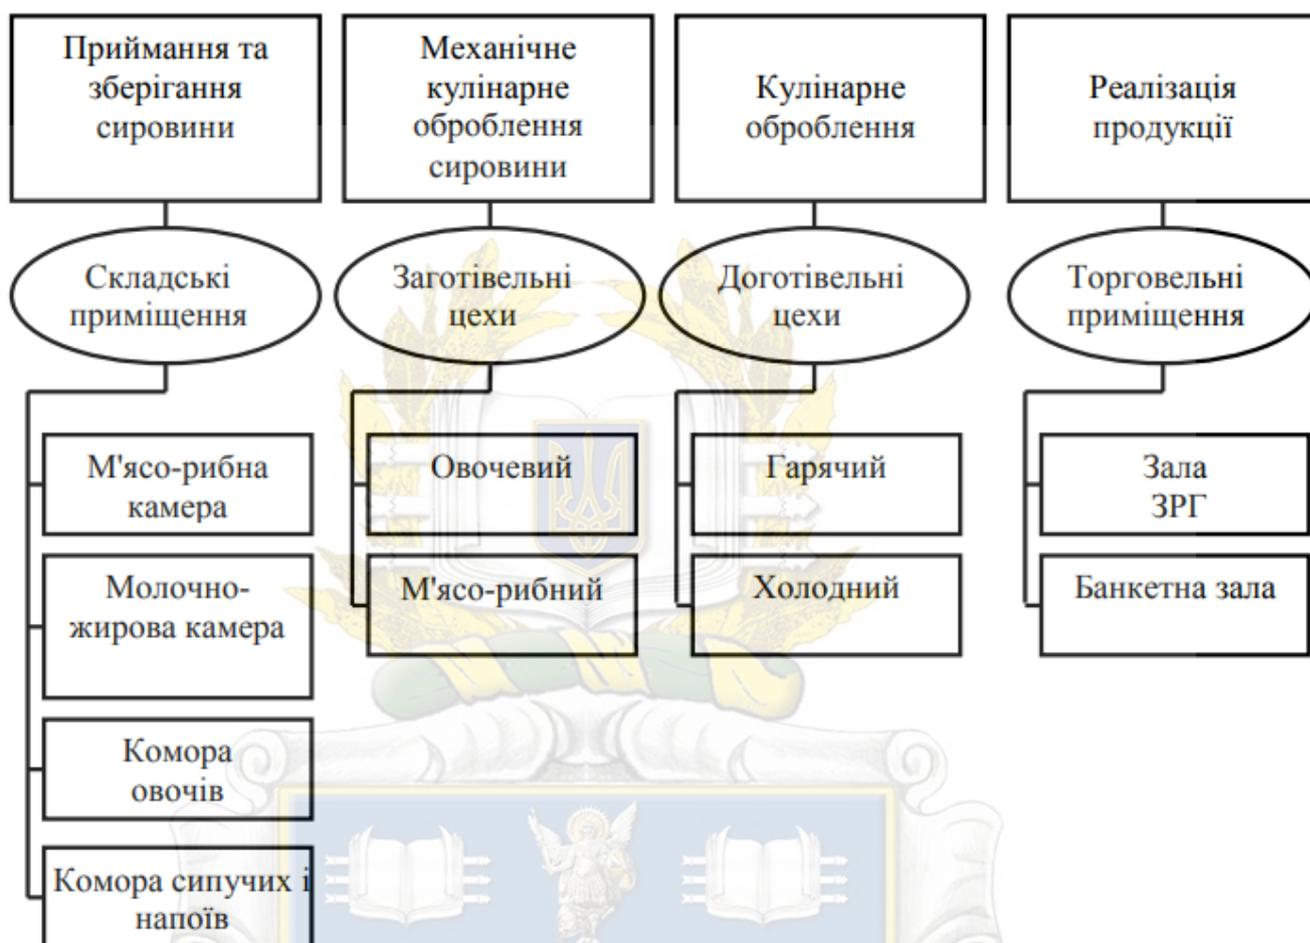 Приймання та
зберігання
сировини
Механічне
кулінарне
оброблення
сировини
Кулінарне
оброблення
Реалізація
продукції
Складські
приміщення
Заготівельні
цехи
Доготівельні
цехи
Торговельні
приміщення
М'ясо-рибна
камера
Овочевий
Гарячий
Зала
ЗРГ
Молочно-
жирова камера
М'ясо-рибний
Холодний
Банкетна зала
Комора
овочів
Комора сипучих і
напоїв